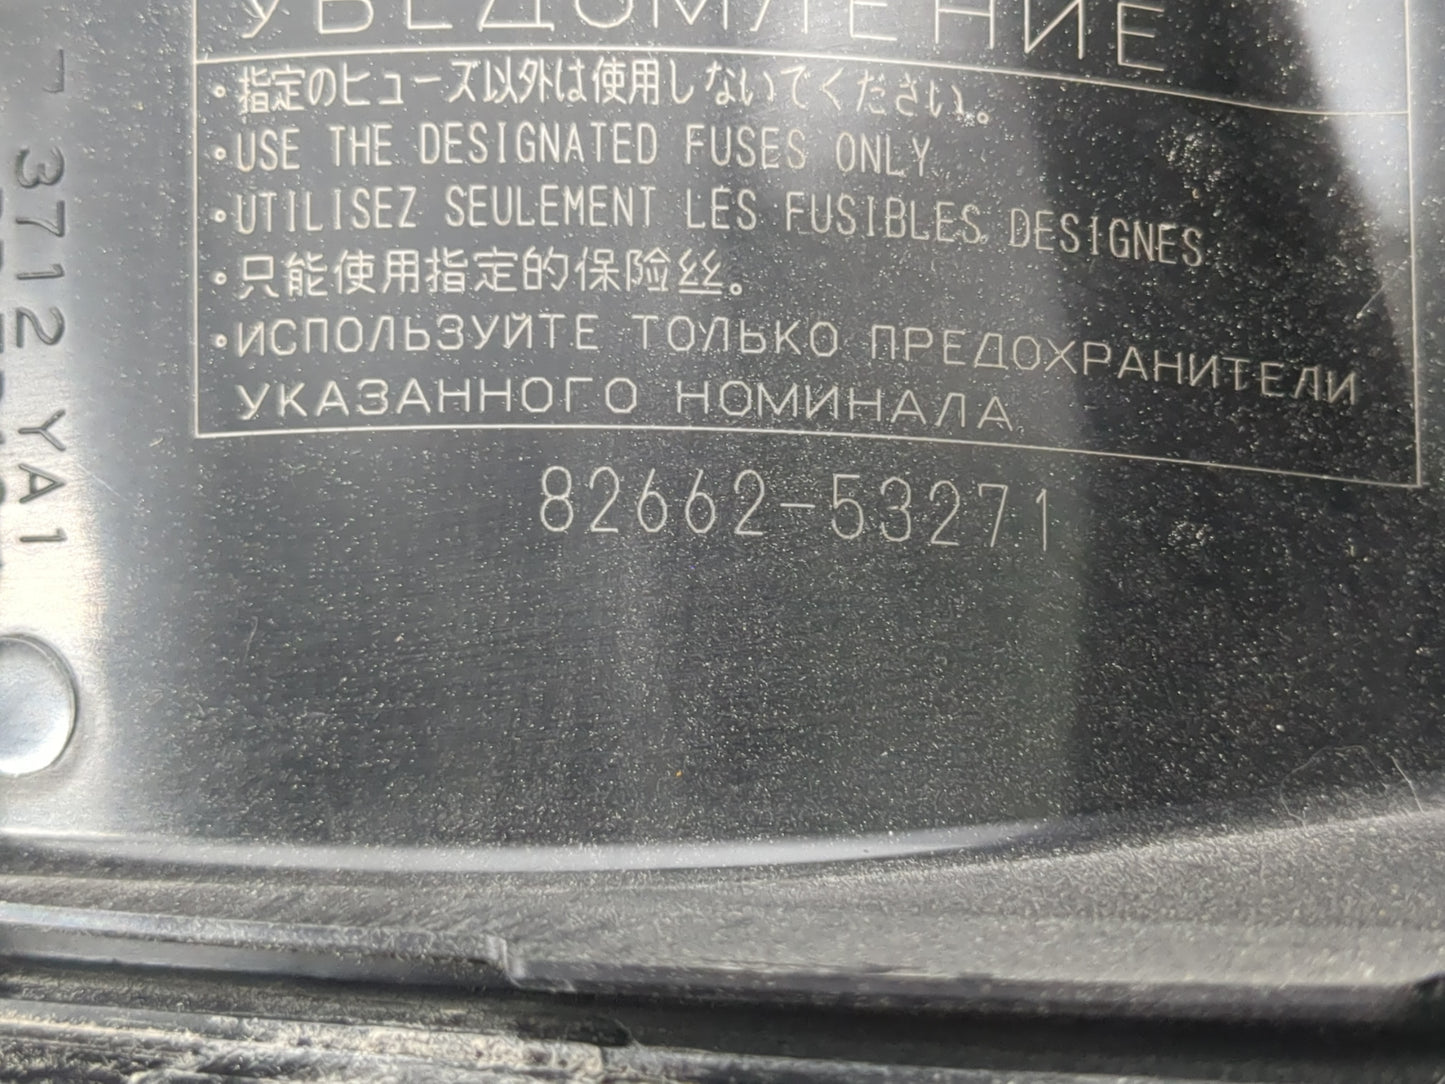 УВЕДОМЛЕНИЕ
・指定のヒューズ以外は使用しないでください。
・USE THE DESIGNATED FUSES ONLY.
・UTILISEZ SEULEMENT LES FUSIBLES DESIGNES.
・只能使用指定的保险丝。
・ИСПОЛЬЗУЙТЕ ТОЛЬКО ПРЕДОХРАНИТЕЛИ
УКАЗАННОГО НОМИНАЛА.
82662-53271
3712 YA1